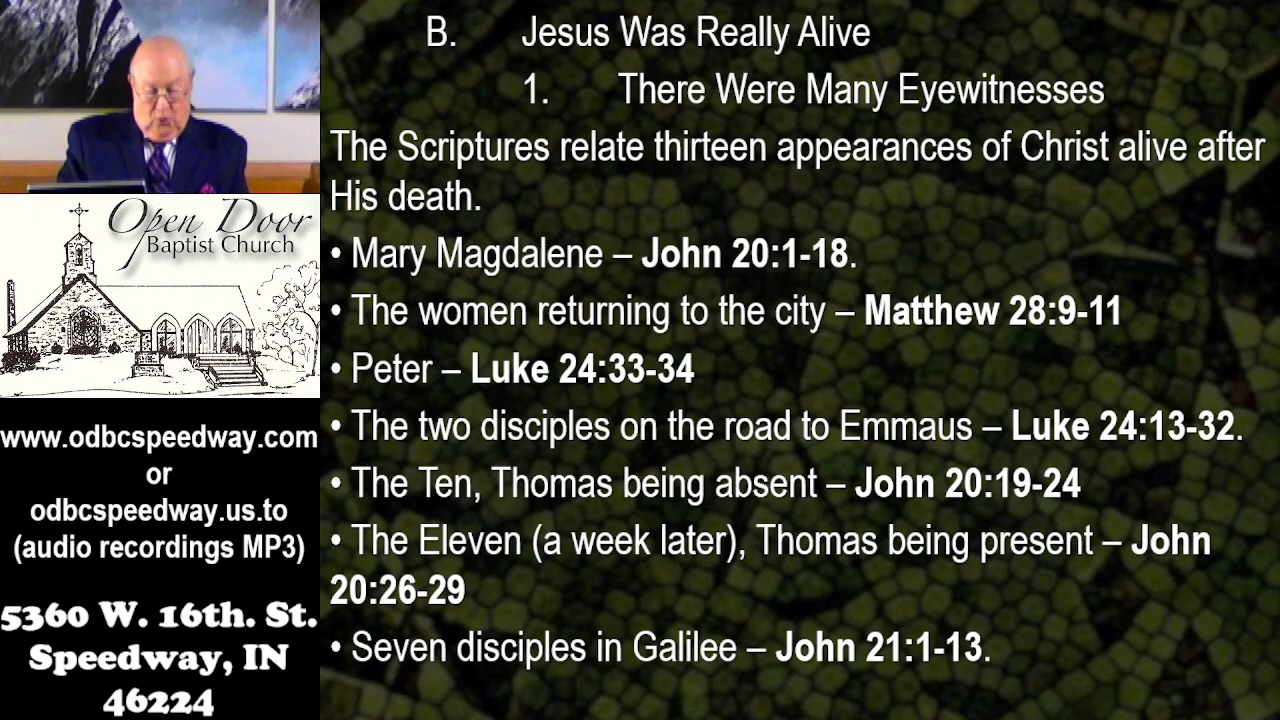 B. Jesus Was Really Alive
1. There Were Many Eyewitnesses
The Scriptures relate thirteen appearances of Christ alive after
His death.
• Mary Magdalene – John 20:1-18.
• The women returning to the city – Matthew 28:9-11
• Peter – Luke 24:33-34
• The two disciples on the road to Emmaus – Luke 24:13-32.
• The Ten, Thomas being absent – John 20:19-24
• The Eleven (a week later), Thomas being present – John
20:26-29
• Seven disciples in Galilee – John 21:1-13.
Open Door
Baptist Church
www.odbcspeedway.com
or
odbcspeedway.us.to
(audio recordings MP3)
5360 W. 16th. St.
Speedway, IN
46224